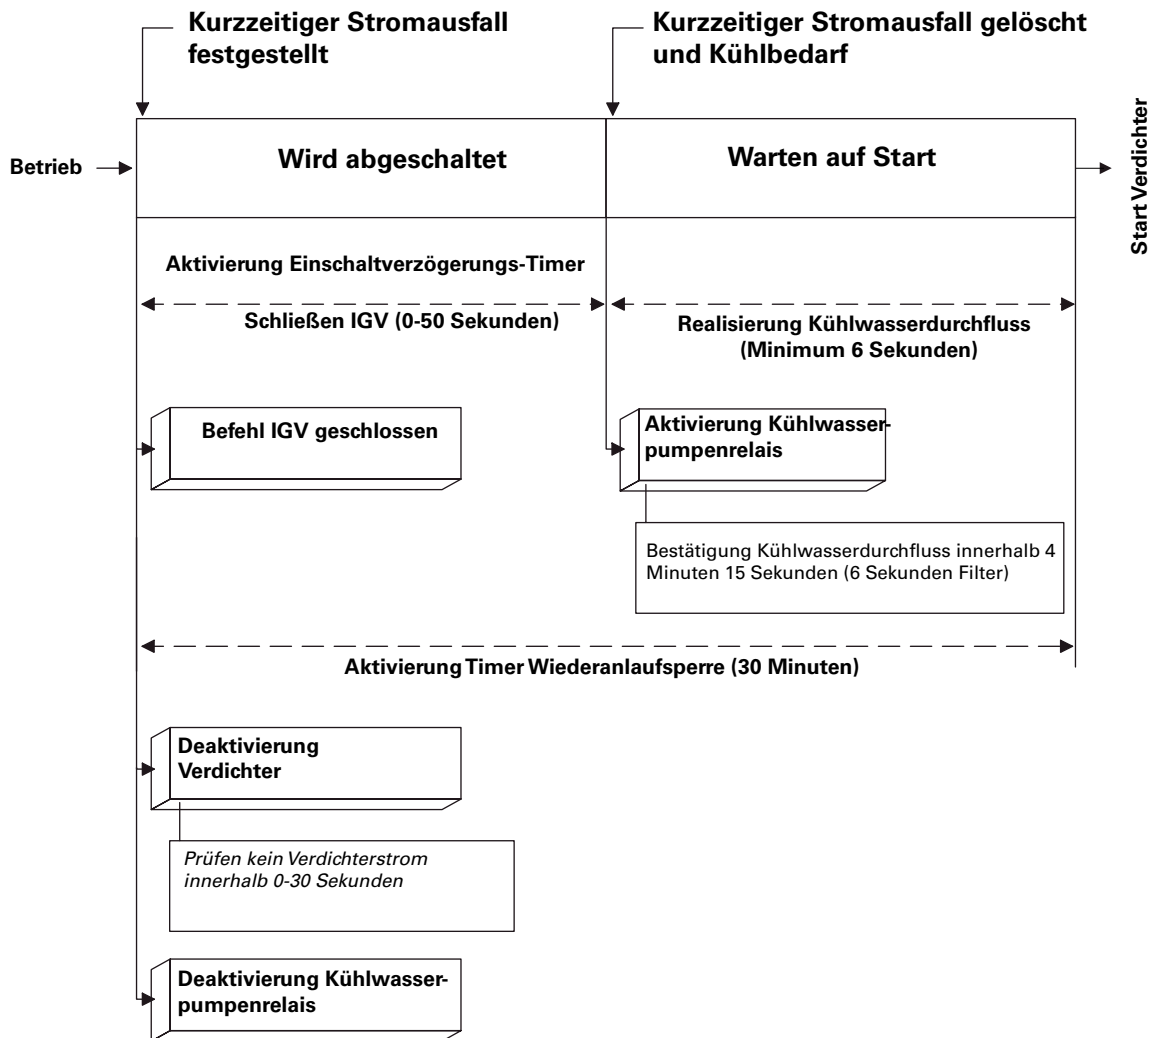 Kurzzeitiger Stromausfall
festgestellt
Kurzzeitiger Stromausfall gelöscht
und Kühlbedarf
Betrieb
Wird abgeschaltet
Warten auf Start
Start Verdichter
Aktivierung Einschaltverzögerungs-Timer
Schließen IGV (0-50 Sekunden)
Realisierung Kühlwasserdurchfluss
(Minimum 6 Sekunden)
Befehl IGV geschlossen
Aktivierung Kühlwasser-
pumpenrelais
Bestätigung Kühlwasserdurchfluss innerhalb 4
Minuten 15 Sekunden (6 Sekunden Filter)
Aktivierung Timer Wiederanlaufsperre (30 Minuten)
Deaktivierung
Verdichter
Prüfen kein Verdichterstrom
innerhalb 0-30 Sekunden
Deaktivierung Kühlwasser-
pumpenrelais